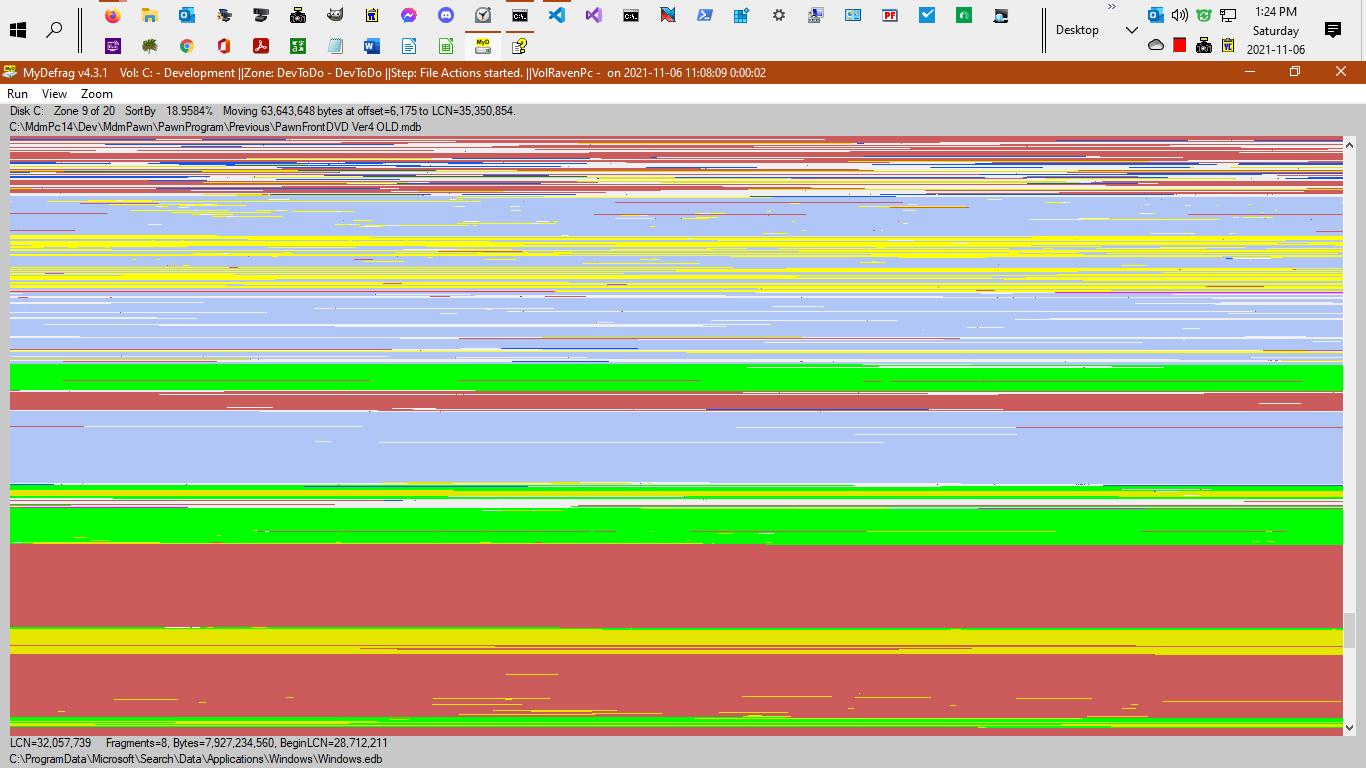 1:24 PM
Desktop
Saturday
2021-11-06
MyDefrag v4.3.1 Vol: C: - Development ||Zone: DevToDo - DevToDo ||Step: File Actions started. ||VolRavenPc - on 2021-11-06 11:08:09 0:00:02
Run View Zoom
Disk C: Zone 9 of 20 SortBy 18.9584% Moving 63,643,648 bytes at offset=6,175 to LCN=35,350,854.
C:\MdmPc14\Dev\MdmPawn\PawnProgram\Previous\PawnFrontDVD Ver4 OLD.mdb
LCN=32,057,739 Fragments=8, Bytes=7,927,234,560, BeginLCN=28,712,211
C:\ProgramData\Microsoft\Search\Data\Applications\Windows\Windows.edb